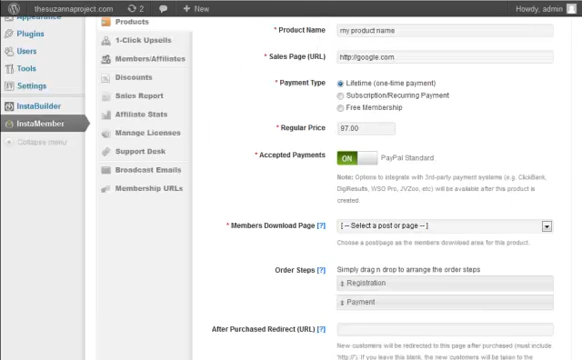 thesuzannaproject.com
2
New
Howdy, admin
Appearance
Plugins
Users
Tools
Settings
InstaBuilder
InstaMember
Collapse menu
Products
1-Click Upsells
Members/Affiliates
Discounts
Sales Report
Affiliate Stats
Manage Licenses
Support Desk
Broadcast Emails
Membership URLs
* Product Name
my product name
* Sales Page (URL)
http://google.com
* Payment Type
Lifetime (one-time payment)
Subscription/Recurring Payment
Free Membership
* Regular Price
97.00
* Accepted Payments
ON
PayPal Standard
Note: Options to integrate with 3rd-party payment systems (e.g. ClickBank,
DigiResults, WSO Pro, JVZoo, etc) will be available after this product is
created.
* Members Download Page [?]
[ -- Select a post or page -- ]
Choose a post/page as the members download area for this product.
Order Steps [?]
Simply drag n drop to arrange the order steps
Registration
Payment
After Purchased Redirect (URL) [?]
New customers will be redirected to this page after purchased (must include
'http://'). If you leave this blank, the new customers will be taken to the